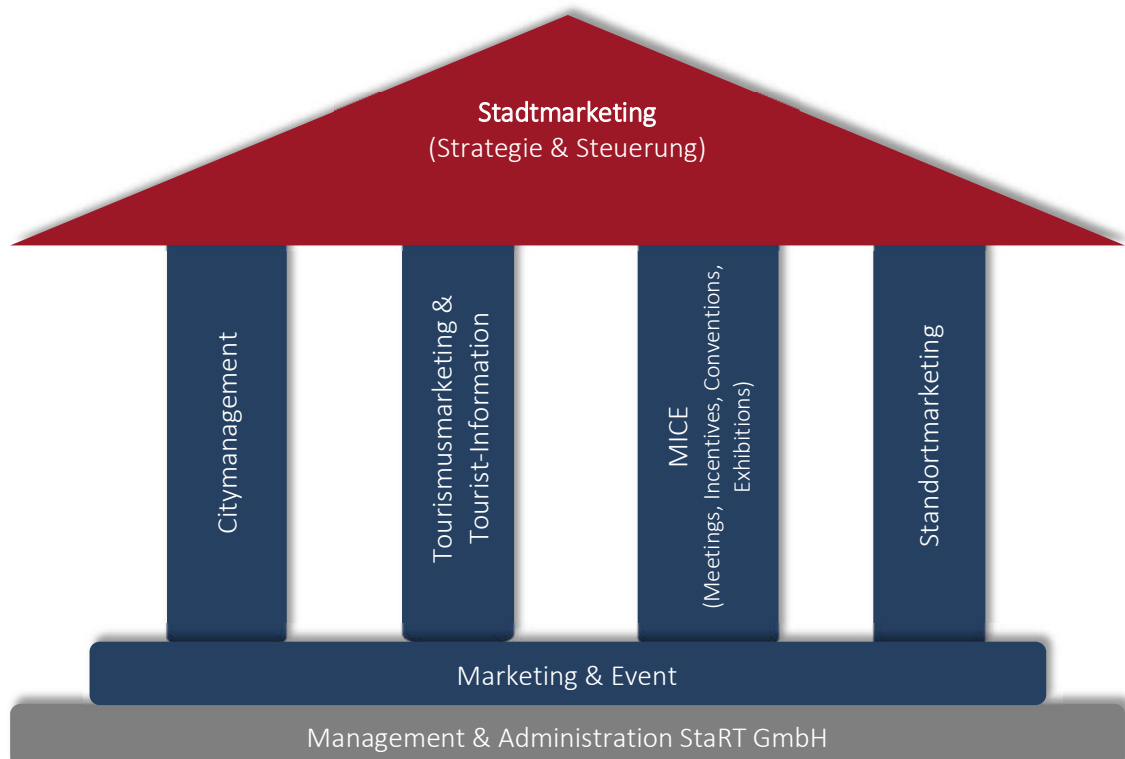 Stadtmarketing
(Strategie & Steuerung)
Citymanagement
Tourismusmarketing &
Tourist-Information
MICE
(Meetings, Incentives, Conventions,
Exhibitions)
Standortmarketing
Marketing & Event
Management & Administration StaRT GmbH